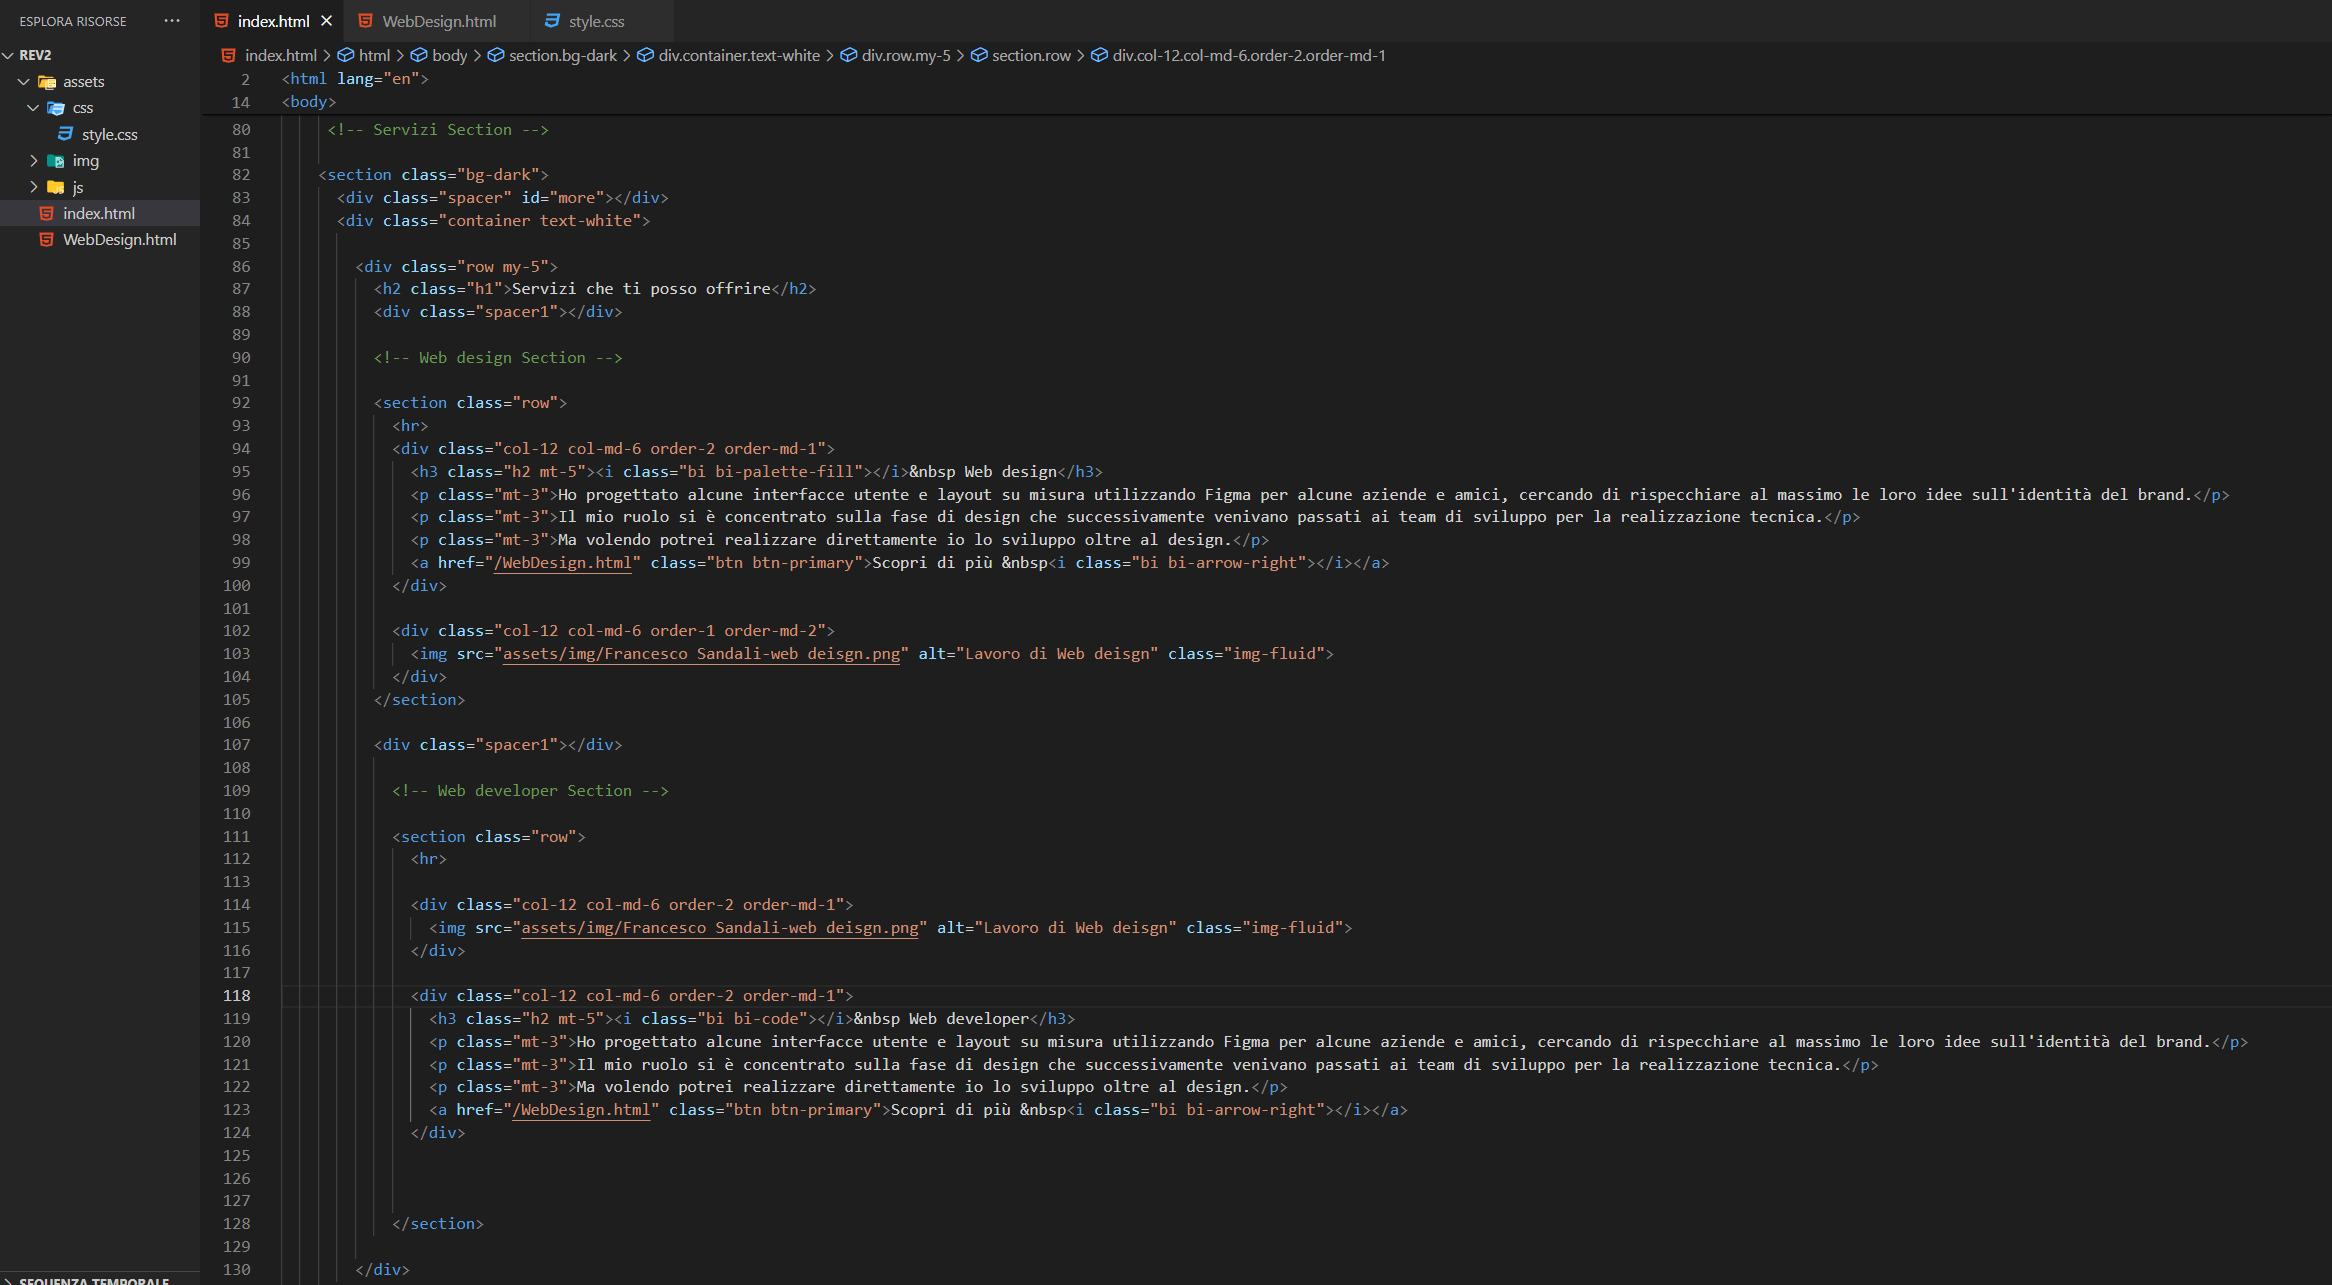 ESPLORA RISORSE ···
REV2
assets
css
style.css
img
js
index.html
WebDesign.html
SEQUENZA TEMPORALE
index.html
WebDesign.html
style.css
index.html > html > body > section.bg-dark > div.container.text-white > div.row.my-5 > section.row > div.col-12.col-md-6.order-2.order-md-1
2 <html lang="en">
14 <body>
80 <!-- Servizi Section -->
81
82 <section class="bg-dark">
83 <div class="spacer" id="more"></div>
84 <div class="container text-white">
85
86 <div class="row my-5">
87 <h2 class="h1">Servizi che ti posso offrire</h2>
88 <div class="spacer1"></div>
89
90 <!-- Web design Section -->
91
92 <section class="row">
93 <hr>
94 <div class="col-12 col-md-6 order-2 order-md-1">
95 <h3 class="h2 mt-5"><i class="bi bi-palette-fill"></i>&nbsp Web design</h3>
96 <p class="mt-3">Ho progettato alcune interfacce utente e layout su misura utilizzando Figma per alcune aziende e amici, cercando di rispecchiare al massimo le loro idee sull'identità del brand.</p>
97 <p class="mt-3">Il mio ruolo si è concentrato sulla fase di design che successivamente venivano passati ai team di sviluppo per la realizzazione tecnica.</p>
98 <p class="mt-3">Ma volendo potrei realizzare direttamente io lo sviluppo oltre al design.</p>
99 <a href="/WebDesign.html" class="btn btn-primary">Scopri di più &nbsp<i class="bi bi-arrow-right"></i></a>
100 </div>
101
102 <div class="col-12 col-md-6 order-1 order-md-2">
103 <img src="assets/img/Francesco Sandali-web deisgn.png" alt="Lavoro di Web deisgn" class="img-fluid">
104 </div>
105 </section>
106
107 <div class="spacer1"></div>
108
109 <!-- Web developer Section -->
110
111 <section class="row">
112 <hr>
113
114 <div class="col-12 col-md-6 order-2 order-md-1">
115 <img src="assets/img/Francesco Sandali-web deisgn.png" alt="Lavoro di Web deisgn" class="img-fluid">
116 </div>
117
118 <div class="col-12 col-md-6 order-2 order-md-1">
119 <h3 class="h2 mt-5"><i class="bi bi-code"></i>&nbsp Web developer</h3>
120 <p class="mt-3">Ho progettato alcune interfacce utente e layout su misura utilizzando Figma per alcune aziende e amici, cercando di rispecchiare al massimo le loro idee sull'identità del brand.</p>
121 <p class="mt-3">Il mio ruolo si è concentrato sulla fase di design che successivamente venivano passati ai team di sviluppo per la realizzazione tecnica.</p>
122 <p class="mt-3">Ma volendo potrei realizzare direttamente io lo sviluppo oltre al design.</p>
123 <a href="/WebDesign.html" class="btn btn-primary">Scopri di più &nbsp<i class="bi bi-arrow-right"></i></a>
124 </div>
125
126
127
128 </section>
129
130 </div>